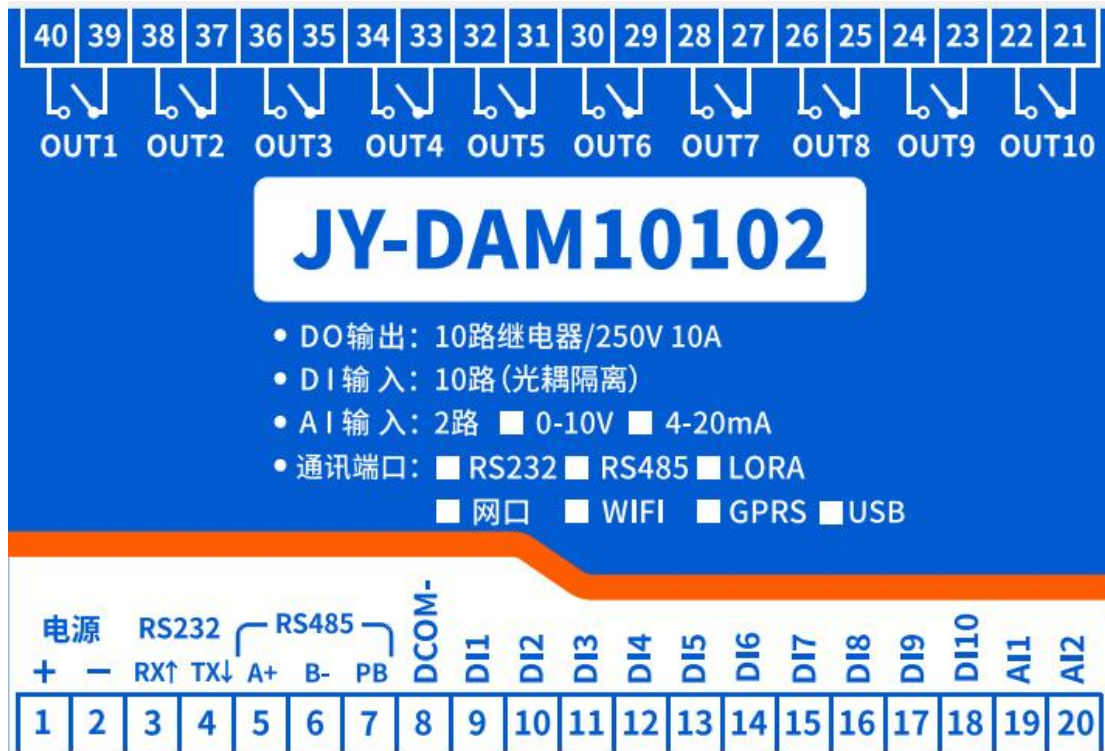 40 39 38 37 36 35 34 33 32 31 30 29 28 27 26 25 24 23 22 21
OUT1 OUT2 OUT3 OUT4 OUT5 OUT6 OUT7 OUT8 OUT9 OUT10
JY-DAM10102
• DO输出：10路继电器/250V 10A
• DI输入：10路(光耦隔离)
• AI输入：2路 ■ 0-10V ■ 4-20mA
• 通讯端口：■ RS232 ■ RS485 ■ LORA
■ 网口 ■ WIFI ■ GPRS ■ USB
电源 RS232 RS485
+ － RX↑ TX↓ A+ B- PB DCOM- DI1 DI2 DI3 DI4 DI5 DI6 DI7 DI8 DI9 DI10 AI1 AI2
1 2 3 4 5 6 7 8 9 10 11 12 13 14 15 16 17 18 19 20